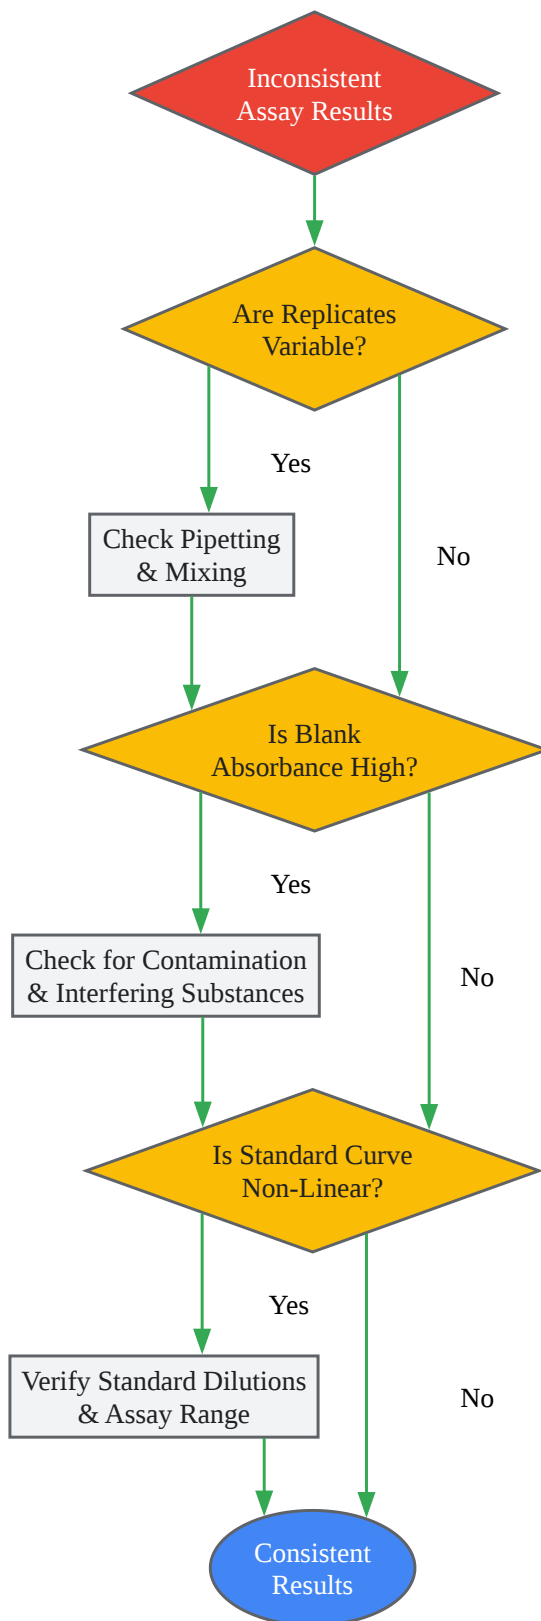 Inconsistent
Assay Results
Are Replicates
Variable?
Yes
Check Pipetting
& Mixing
No
Is Blank
Absorbance High?
Yes
Check for Contamination
& Interfering Substances
No
Is Standard Curve
Non-Linear?
Yes
Verify Standard Dilutions
& Assay Range
No
Consistent
Results